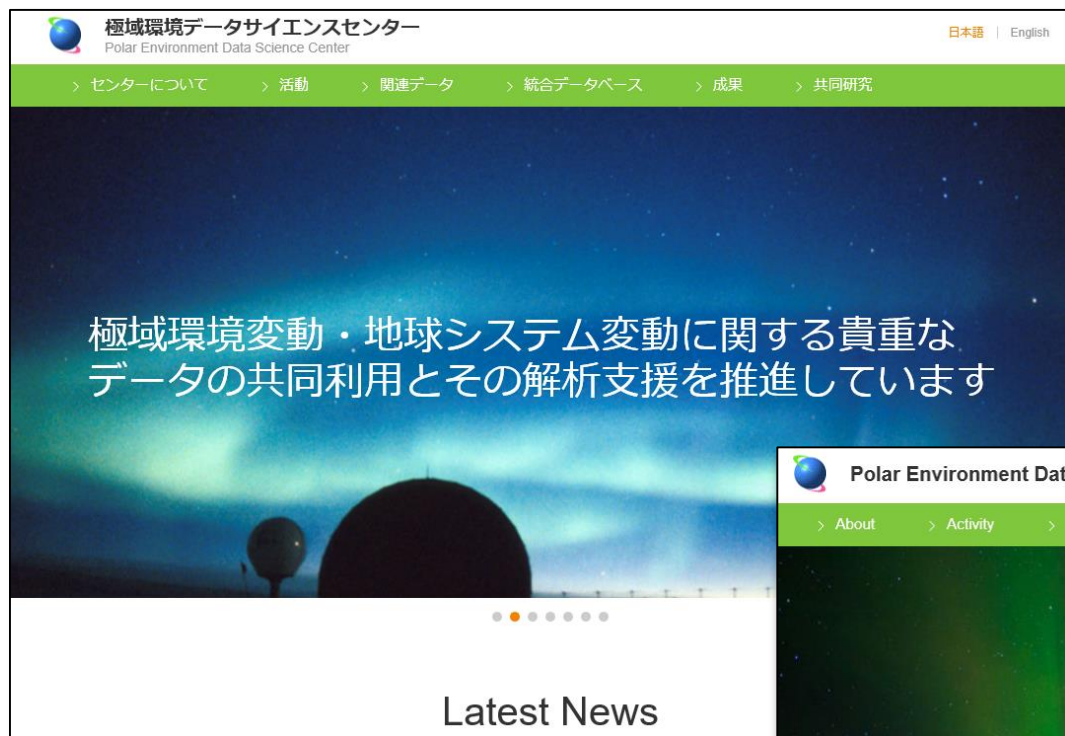 極域環境データサイエンスセンター
Polar Environment Data Science Center
日本語 | English
> センターについて > 活動 > 関連データ > 統合データベース > 成果 > 共同研究
極域環境変動・地球システム変動に関する貴重な
データの共同利用とその解析支援を推進しています
Polar Environment Dat
> About > Activity >
Latest News